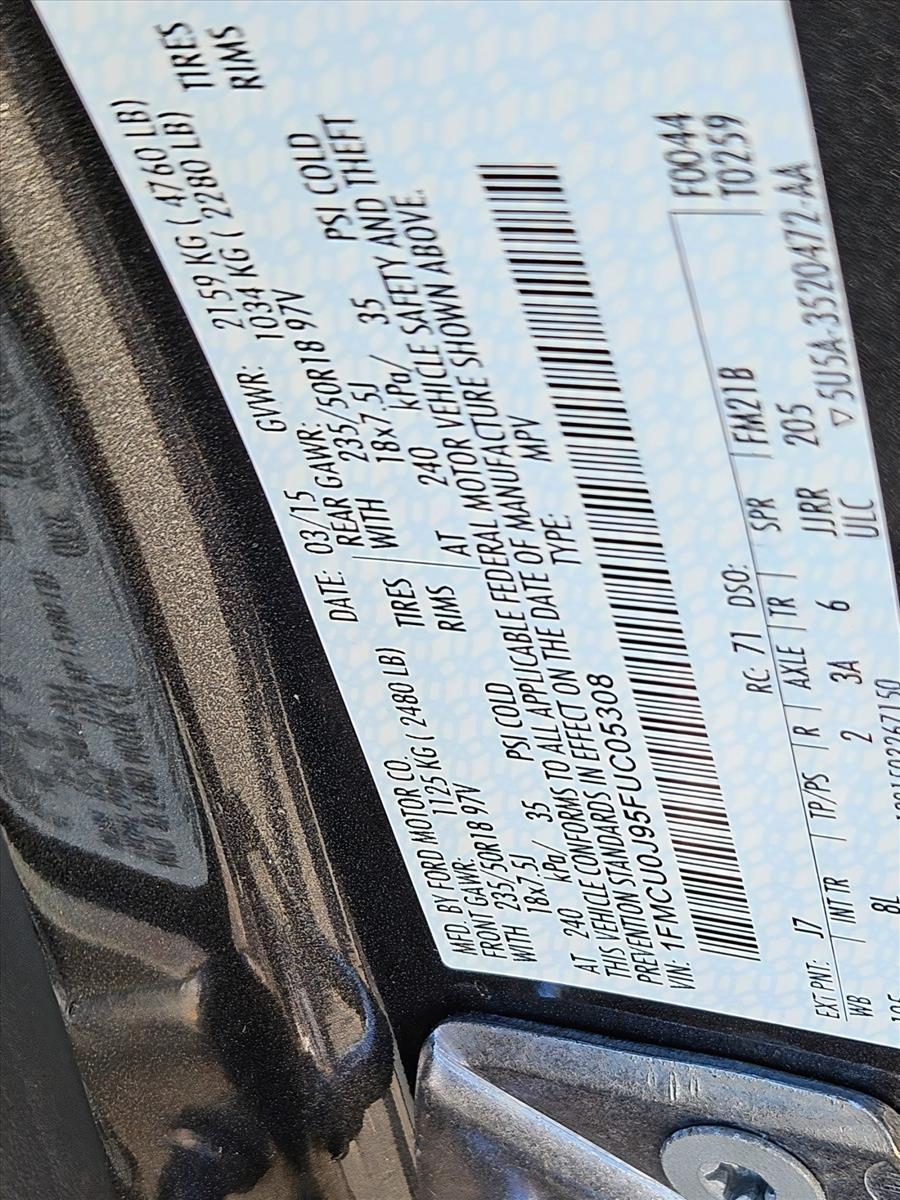 MFD. BY FORD MOTOR CO.
DATE: 03/15 GVWR: 2159 KG ( 4760 LB)
FRONT GAWR: 1125 KG ( 2480 LB) REAR GAWR: 1034 KG ( 2280 LB)
235/50R18 97V TIRES 235/50R18 97V TIRES
WITH 18x7.5J RIMS WITH 18x7.5J RIMS
AT 240 kPa/ 35 PSI COLD AT 240 kPa/ 35 PSI COLD
THIS VEHICLE CONFORMS TO ALL APPLICABLE FEDERAL MOTOR VEHICLE SAFETY AND THEFT
PREVENTION STANDARDS IN EFFECT ON THE DATE OF MANUFACTURE SHOWN ABOVE.
VIN: 1FMCU0J95FUC05308
TYPE: MPV
F0044
T0259
EXT PNT: J7 RC: 71 DSO: FM21B
WB INT TR TP/PS R AXLE TR SPR
8L 2 3A 6 JJRR 205
ULC ▽5U5A-3520472-AA